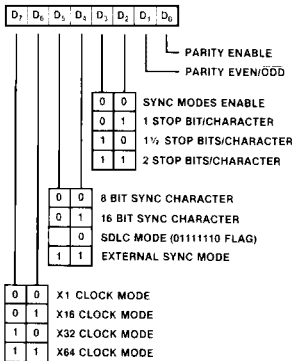 D7 D6 D5 D4 D3 D2 D1 D0
PARITY ENABLE
PARITY EVEN/ODD
0 0 SYNC MODES ENABLE
0 1 1 STOP BIT/CHARACTER
1 0 1½ STOP BITS/CHARACTER
1 1 2 STOP BITS/CHARACTER
0 0 8 BIT SYNC CHARACTER
0 1 16 BIT SYNC CHARACTER
0 SDLC MODE (01111110 FLAG)
1 1 EXTERNAL SYNC MODE
0 0 X1 CLOCK MODE
0 1 X16 CLOCK MODE
1 0 X32 CLOCK MODE
1 1 X64 CLOCK MODE